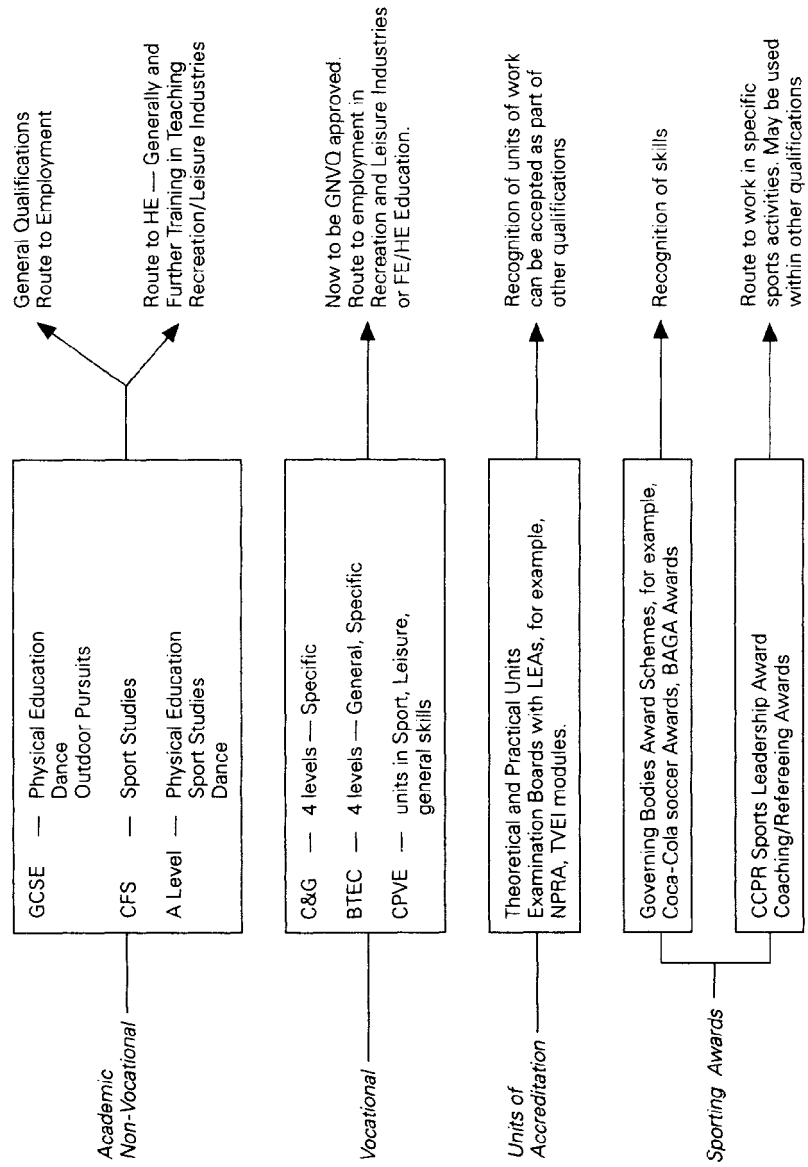 Academic
Non-Vocational
GCSE — Physical Education
Dance
Outdoor Pursuits
CFS — Sport Studies
A Level — Physical Education
Sport Studies
Dance
General Qualifications
Route to Employment
Route to HE — Generally and
Further Training in Teaching
Recreation/Leisure Industries
Vocational
C&G — 4 levels — Specific
BTEC — 4 levels — General, Specific
CPVE — units in Sport, Leisure,
general skills
Now to be GNVQ approved.
Route to employment in
Recreation and Leisure Industries
or FE/HE Education.
Units of
Accreditation
Theoretical and Practical Units
Examination Boards with LEAs, for example,
NPRA, TVEI modules.
Recognition of units of work
can be accepted as part of
other qualifications
Sporting Awards
Governing Bodies Award Schemes, for example,
Coca-Cola soccer Awards, BAGA Awards
Recognition of skills
CCPR Sports Leadership Award
Coaching/Refereeing Awards
Route to work in specific
sports activities. May be used
within other qualifications